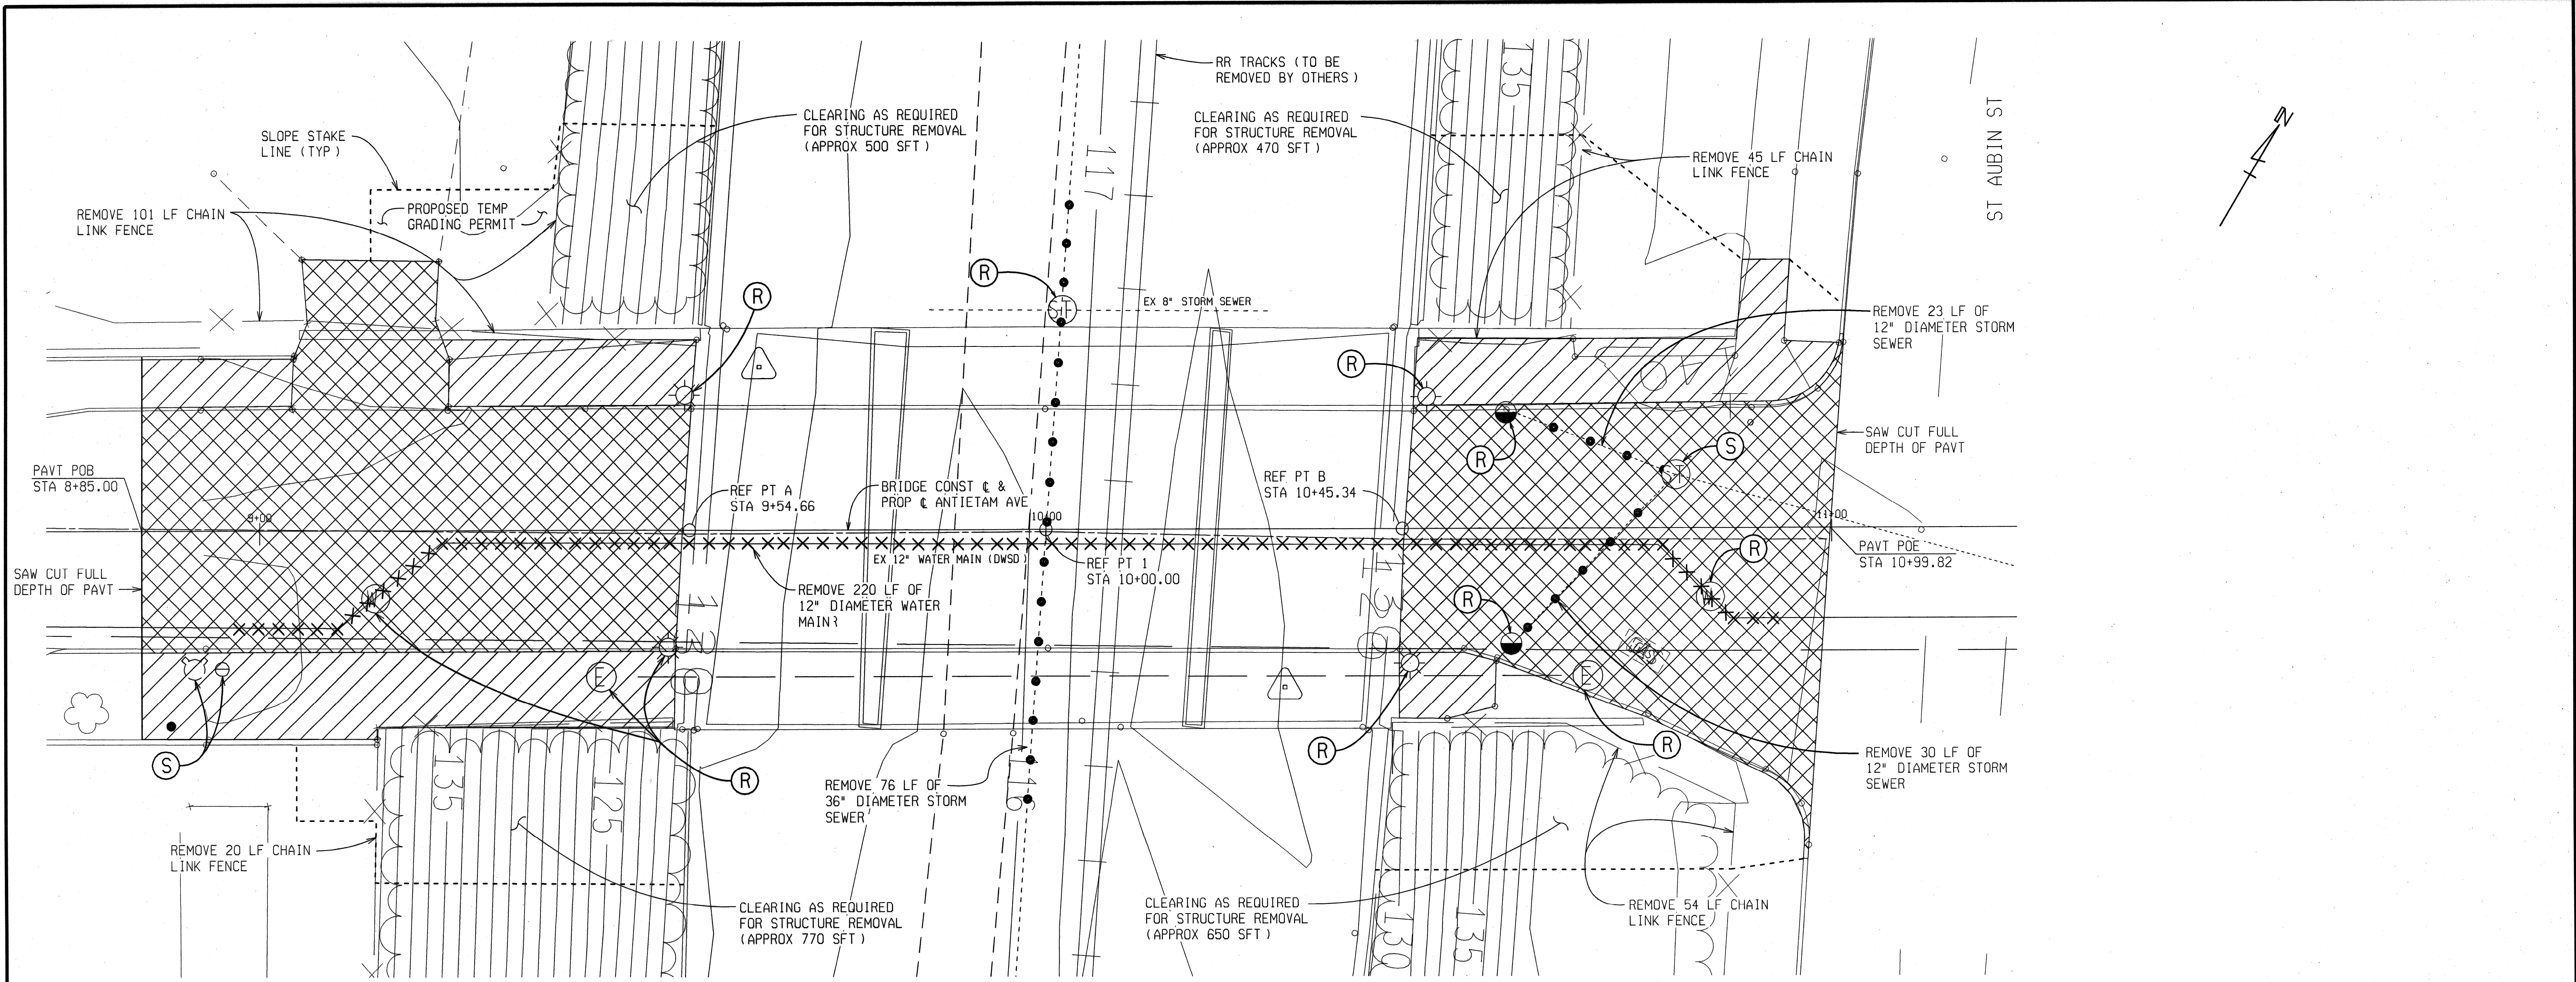 RR TRACKS (TO BE
REMOVED BY OTHERS)
135
ST AUBIN ST
N
SLOPE STAKE
LINE (TYP)
CLEARING AS REQUIRED
FOR STRUCTURE REMOVAL
(APPROX 500 SFT)
117
CLEARING AS REQUIRED
FOR STRUCTURE REMOVAL
(APPROX 470 SFT)
REMOVE 45 LF CHAIN
LINK FENCE
REMOVE 101 LF CHAIN
LINK FENCE
PROPOSED TEMP
GRADING PERMIT
R
R
ST
EX 8" STORM SEWER
REMOVE 23 LF OF
12" DIAMETER STORM
SEWER
R
R
S
ST
SAW CUT FULL
DEPTH OF PAVT
PAVT POB
STA 8+85.00
9+00
REF PT A
STA 9+54.66
BRIDGE CONST ℄ &
PROP ℄ ANTIETAM AVE
10+00
REF PT B
STA 10+45.34
11+00
PAVT POE
STA 10+99.82
SAW CUT FULL
DEPTH OF PAVT
EX 12" WATER MAIN (DWSD)
REF PT 1
STA 10+00.00
REMOVE 220 LF OF
12" DIAMETER WATER
MAIN
W
W
R
R
130
130
E
E
GAS
S
R
R
R
REMOVE 76 LF OF
36" DIAMETER STORM
SEWER
116
REMOVE 30 LF OF
12" DIAMETER STORM
SEWER
135
125
REMOVE 20 LF CHAIN
LINK FENCE
CLEARING AS REQUIRED
FOR STRUCTURE REMOVAL
(APPROX 770 SFT)
CLEARING AS REQUIRED
FOR STRUCTURE REMOVAL
(APPROX 650 SFT)
130
135
REMOVE 54 LF CHAIN
LINK FENCE